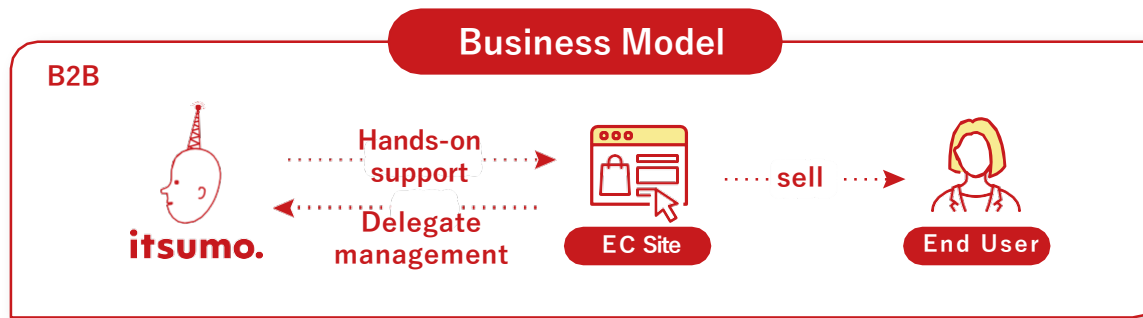 Business Model
B2B
Hands-on
support
Delegate
management
itsumo.
EC Site
sell
End User